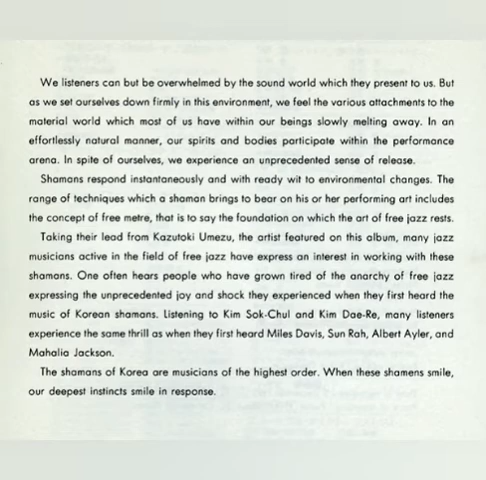 We listeners can but be overwhelmed by the sound world which they present to us. But
as we set ourselves down firmly in this environment, we feel the various attachments to the
material world which most of us have within our beings slowly melting away. In an
effortlessly natural manner, our spirits and bodies participate within the performance
arena. In spite of ourselves, we experience an unprecedented sense of release.
Shamans respond instantaneously and with ready wit to environmental changes. The
range of techniques which a shaman brings to bear on his or her performing art includes
the concept of free metre, that is to say the foundation on which the art of free jazz rests.
Taking their lead from Kazutoki Umezu, the artist featured on this album, many jazz
musicians active in the field of free jazz have express an interest in working with these
shamans. One often hears people who have grown tired of the anarchy of free jazz
expressing the unprecedented joy and shock they experienced when they first heard the
music of Korean shamans. Listening to Kim Sok-Chul and Kim Dae-Re, many listeners
experience the same thrill as when they first heard Miles Davis, Sun Rah, Albert Ayler, and
Mahalia Jackson.
The shamans of Korea are musicians of the highest order. When these shamens smile,
our deepest instincts smile in response.